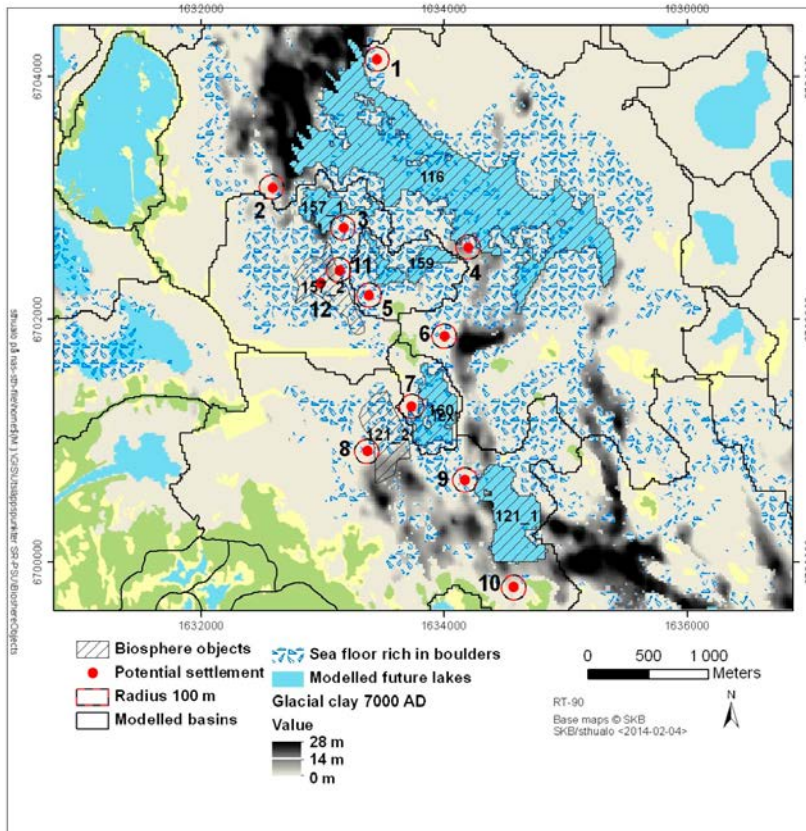 1632000 1634000 1636000
6704000
6702000
6700000
1
116
2
157_1
3
4
11
159
12
5
6
7
160
121_2
8
9
121_1
10
1632000 1634000 1636000
Biosphere objects
Potential settlement
Radius 100 m
Modelled basins
Sea floor rich in boulders
Modelled future lakes
Glacial clay 7000 AD
Value
28 m
14 m
0 m
0 500 1 000
Meters
N
RT-90
Base maps © SKB
SKB/sthualo <2014-02-04>